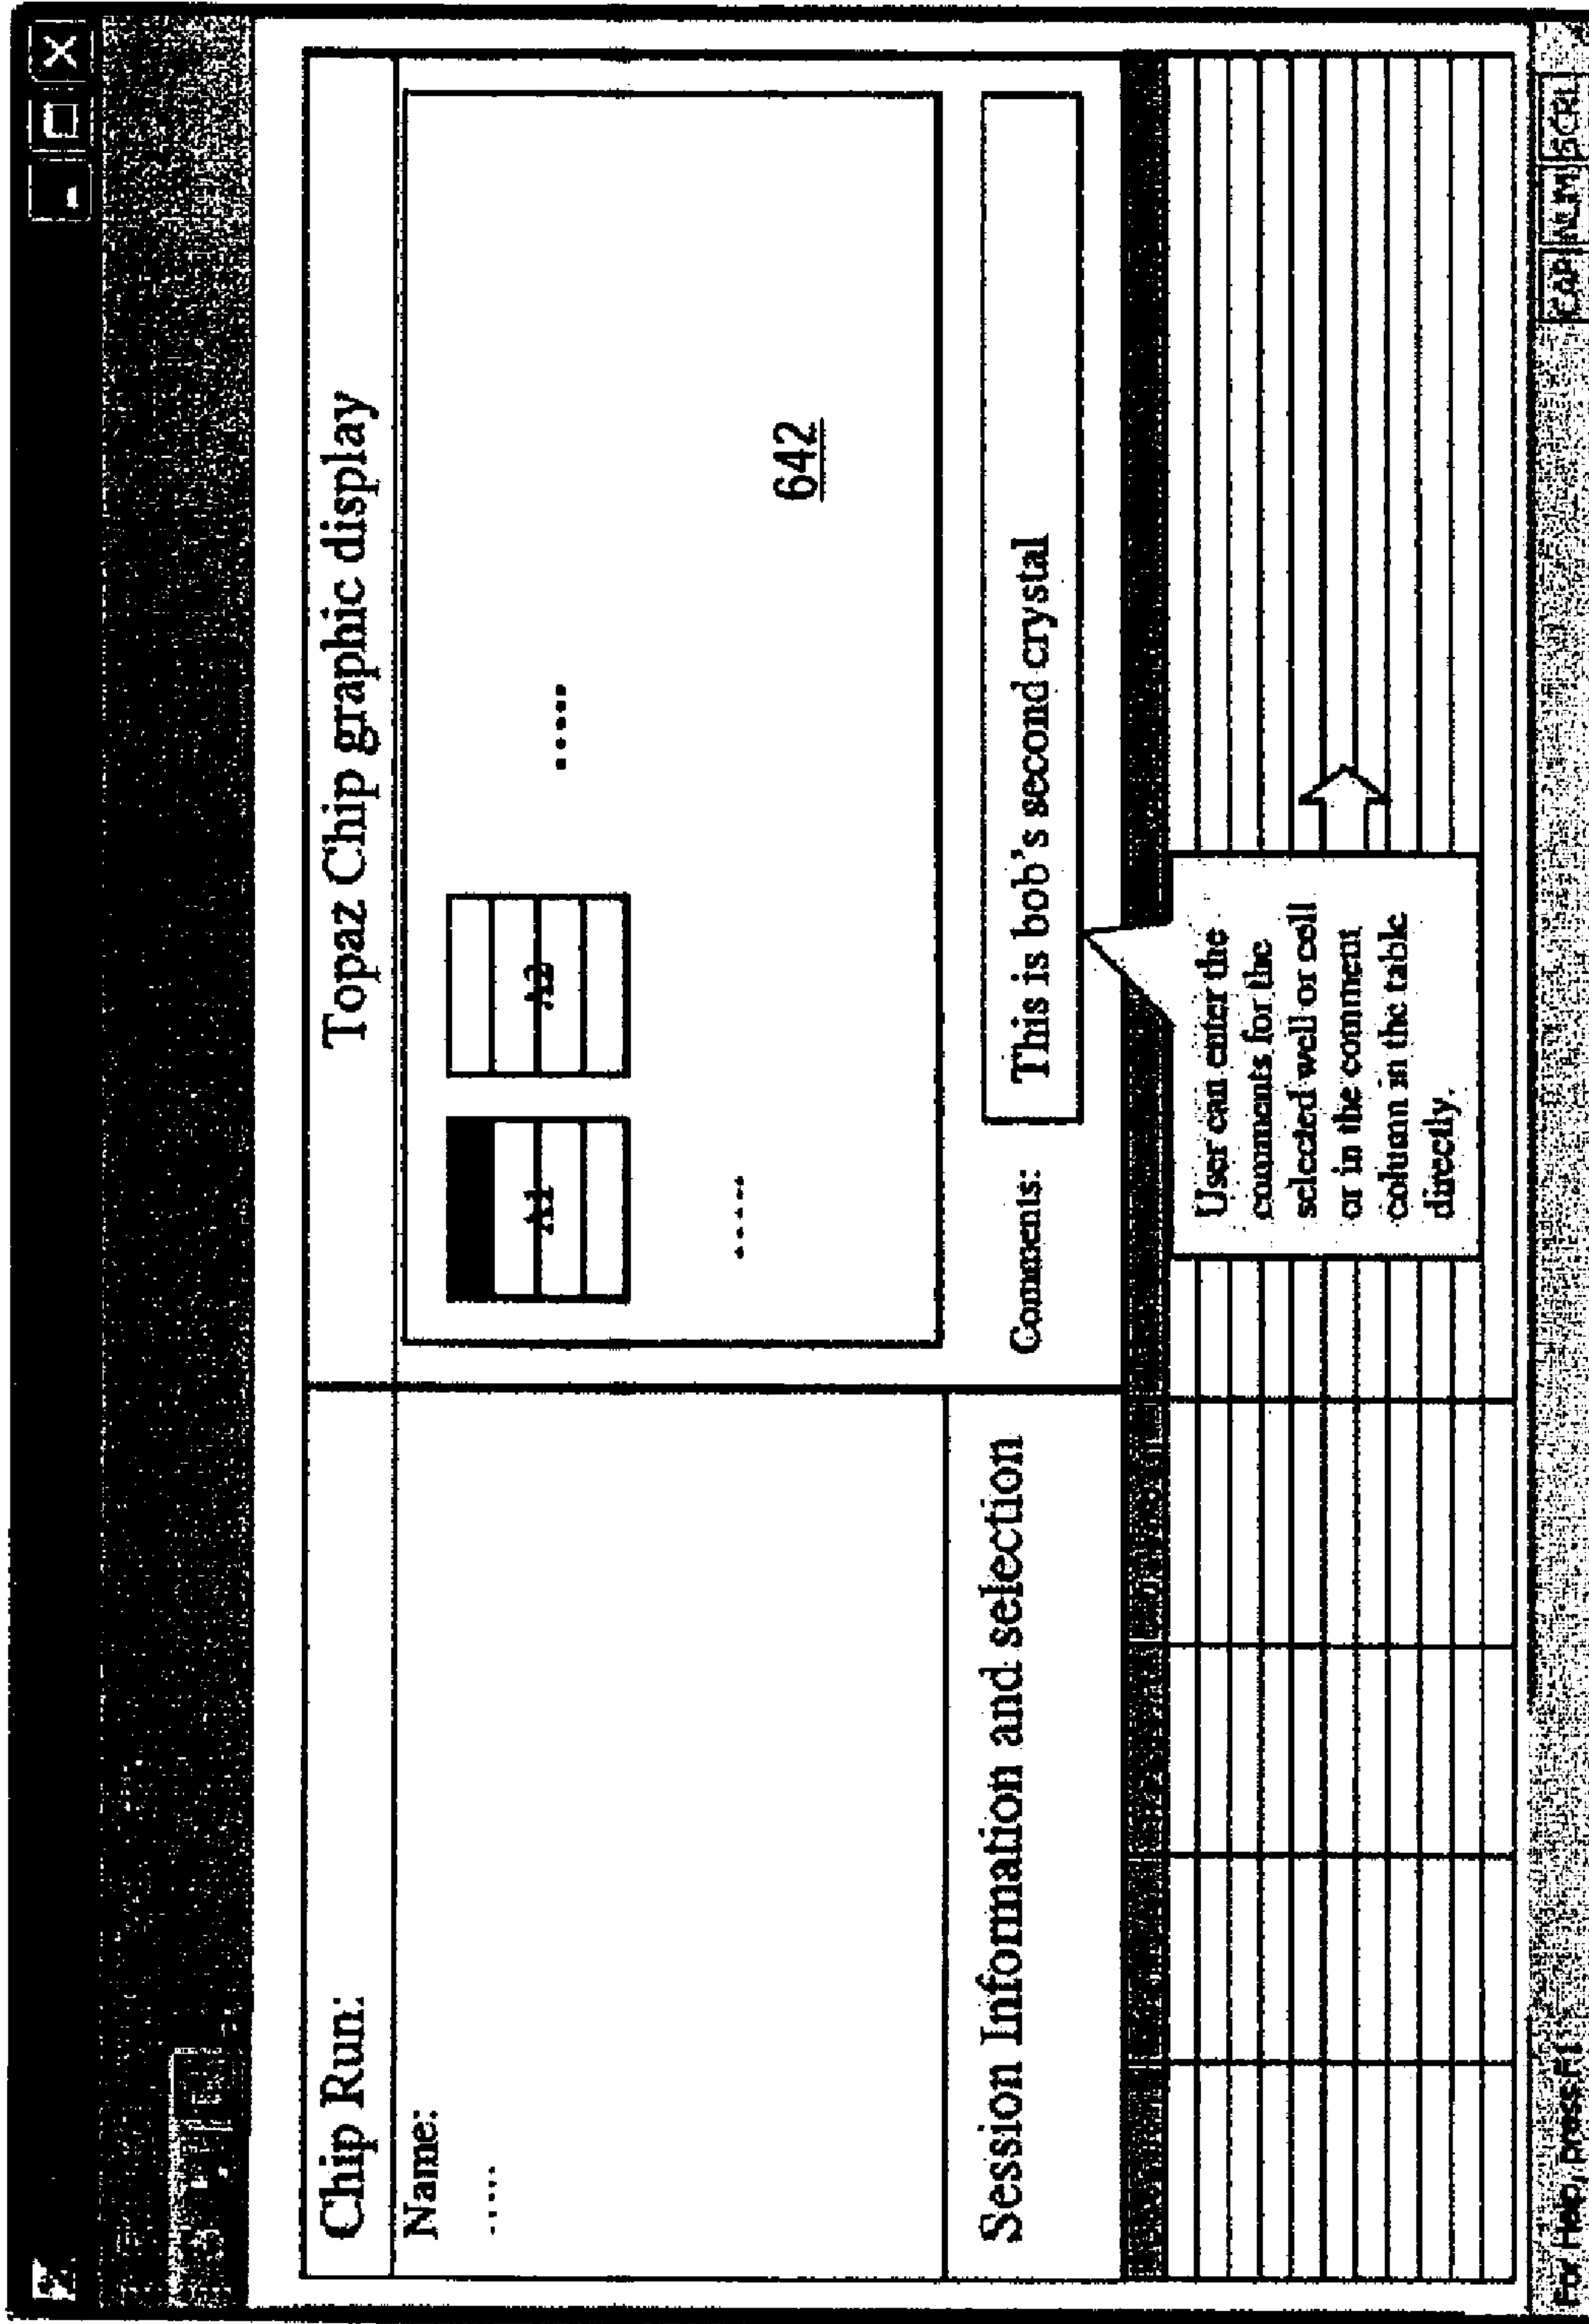 Chip Run:
Topaz Chip graphic display
Name:
.....
A1
A2
.....
.....
642
Session Information and selection
Comments:
This is bob's second crystal
User can enter the
comments for the
selected well or cell
or in the comment
column in the table
directly.
For Help, press F1
CAP NUM SCRL